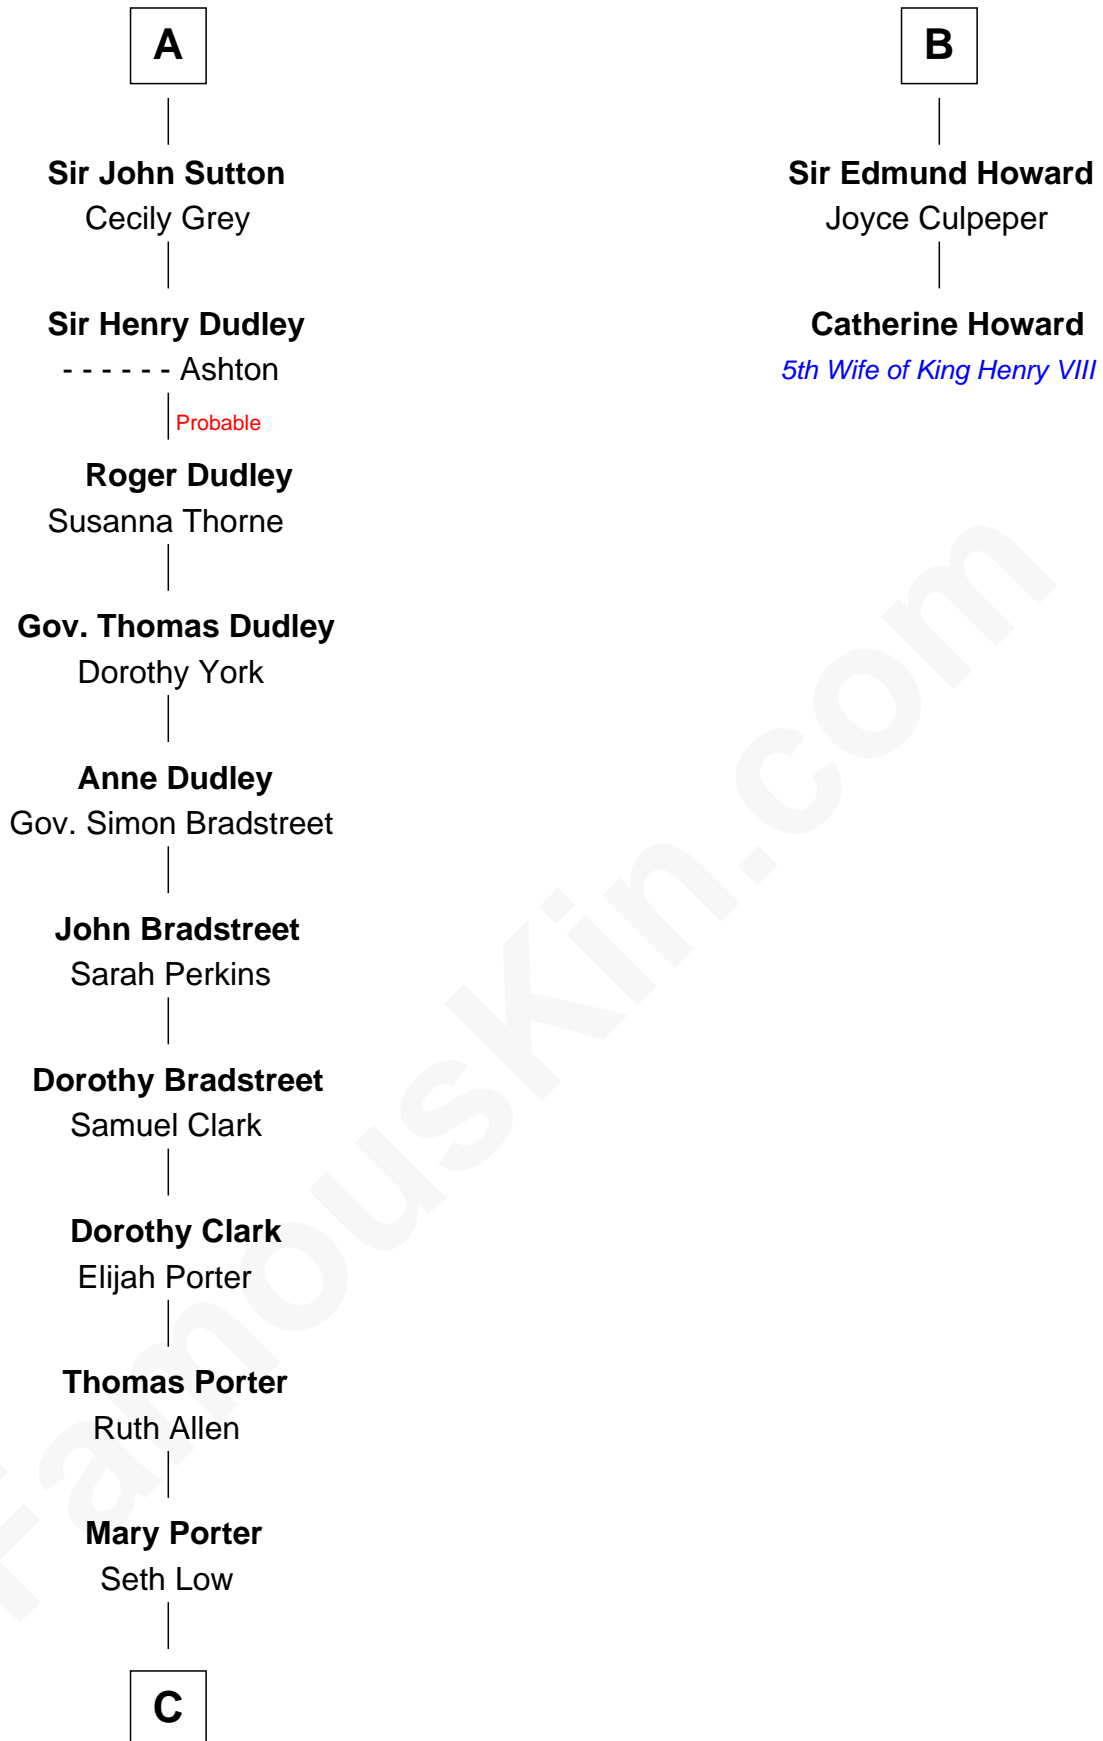 A
Sir John Sutton
Cecily Grey
Sir Henry Dudley
- - - - - - Ashton
Probable
Roger Dudley
Susanna Thorne
Gov. Thomas Dudley
Dorothy York
Anne Dudley
Gov. Simon Bradstreet
John Bradstreet
Sarah Perkins
Dorothy Bradstreet
Samuel Clark
Dorothy Clark
Elijah Porter
Thomas Porter
Ruth Allen
Mary Porter
Seth Low
C
B
Sir Edmund Howard
Joyce Culpeper
Catherine Howard
5th Wife of King Henry VIII
FamousKin.com